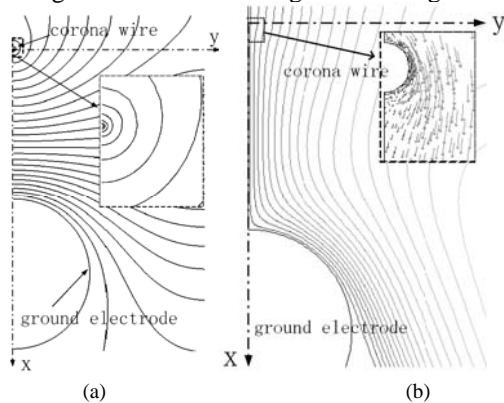 corona wire
y
y
corona wire
ground electrode
ground electrode
x
X
(a)
(b)